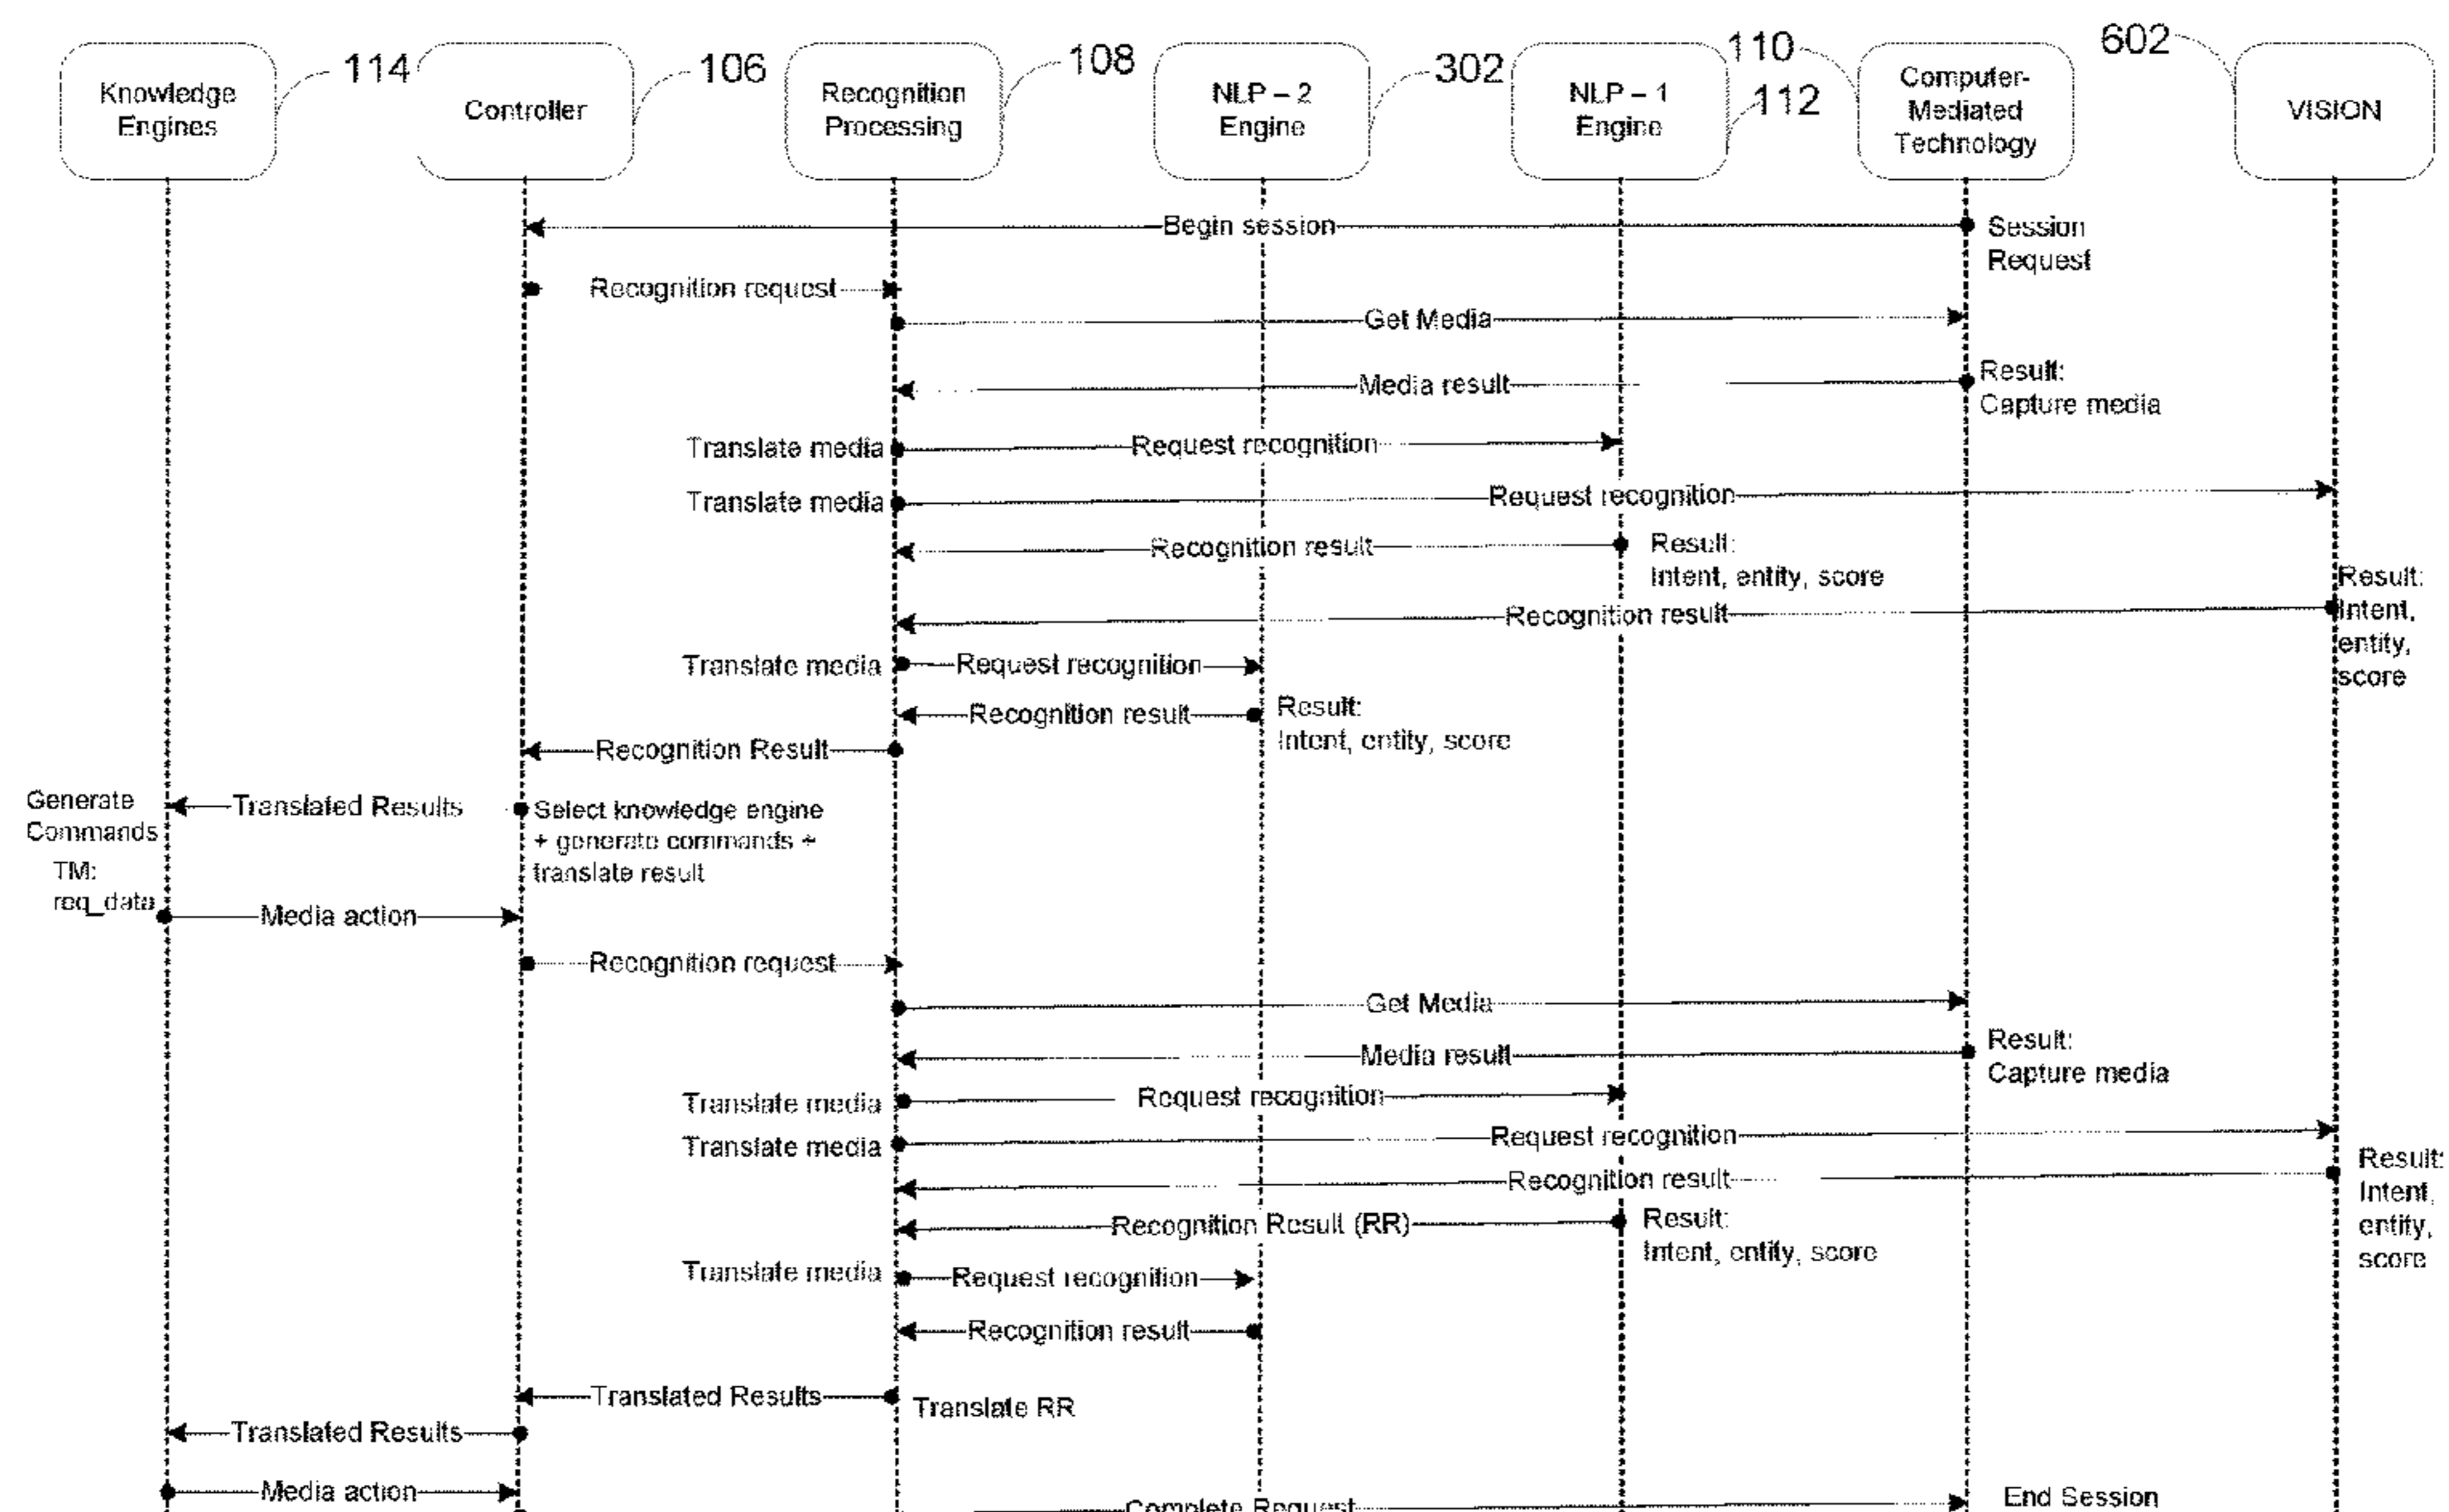 Knowledge
Engines
114
Controller
106
Recognition
Processing
108
NLP – 2
Engine
302
NLP – 1
Engine
112
110
Computer-
Mediated
Technology
602
VISION
Begin session
Session
Request
Recognition request
Get Media
Media result
Result:
Capture media
Translate media
Request recognition
Translate media
Request recognition
Recognition result
Result:
Intent, entity, score
Recognition result
Result:
Intent,
entity,
score
Translate media
Request recognition
Recognition result
Result:
Intent, entity, score
Recognition Result
Generate
Commands
Translated Results
Select knowledge engine
+ generate commands +
translate result
TM:
req_data
Media action
Recognition request
Get Media
Media result
Result:
Capture media
Translate media
Request recognition
Translate media
Request recognition
Recognition result
Result:
Intent,
entity,
score
Recognition Result (RR)
Result:
Intent, entity, score
Translate media
Request recognition
Recognition result
Translated Results
Translate RR
Translated Results
Media action
Complete Request
End Session